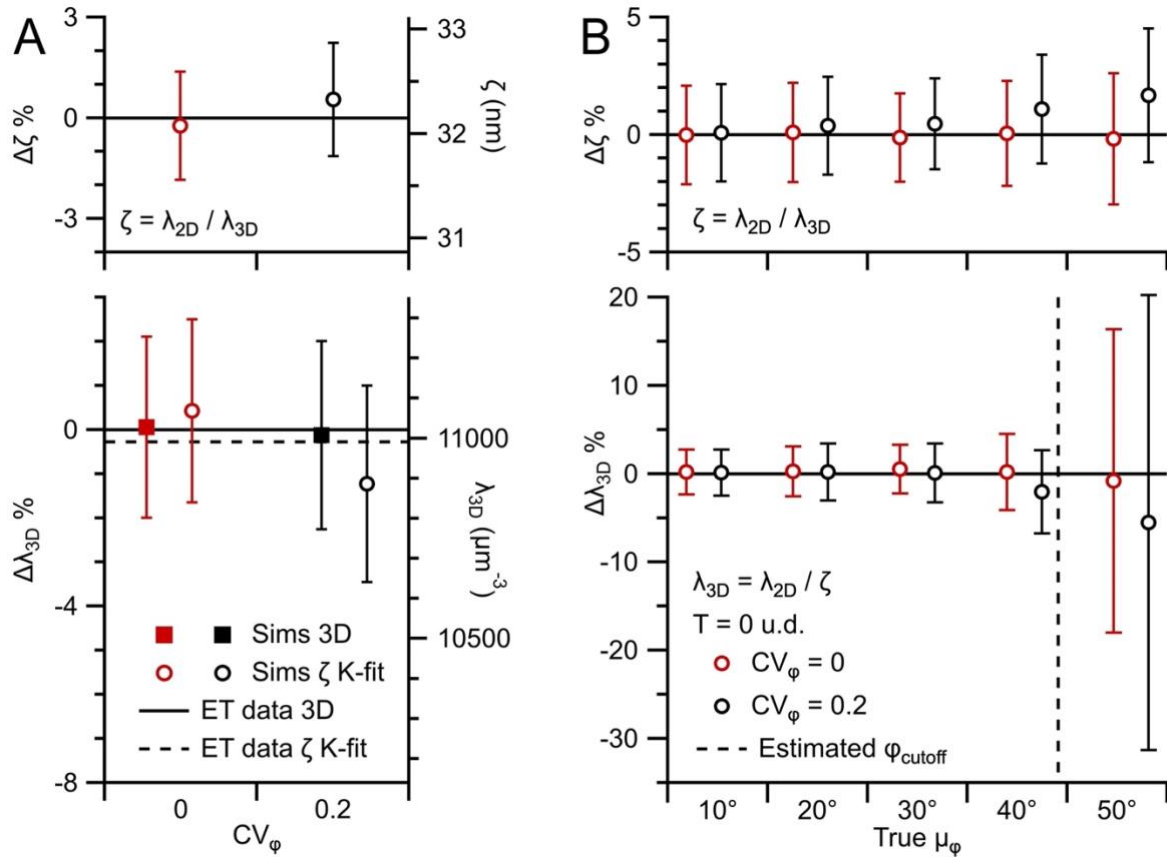 A
3
0
-3
Δζ %
33
32
31
ζ (nm)
ζ = λ2D / λ3D
0
-4
-8
Δλ3D %
11000
10500
λ3D (μm-3)
Sims 3D
Sims ζ K-fit
ET data 3D
ET data ζ K-fit
0 0.2
CVφ
B
5
0
-5
Δζ %
ζ = λ2D / λ3D
20
10
0
-10
-20
-30
Δλ3D %
λ3D = λ2D / ζ
T = 0 u.d.
CVφ = 0
CVφ = 0.2
Estimated φcutoff
10° 20° 30° 40° 50°
True μφ